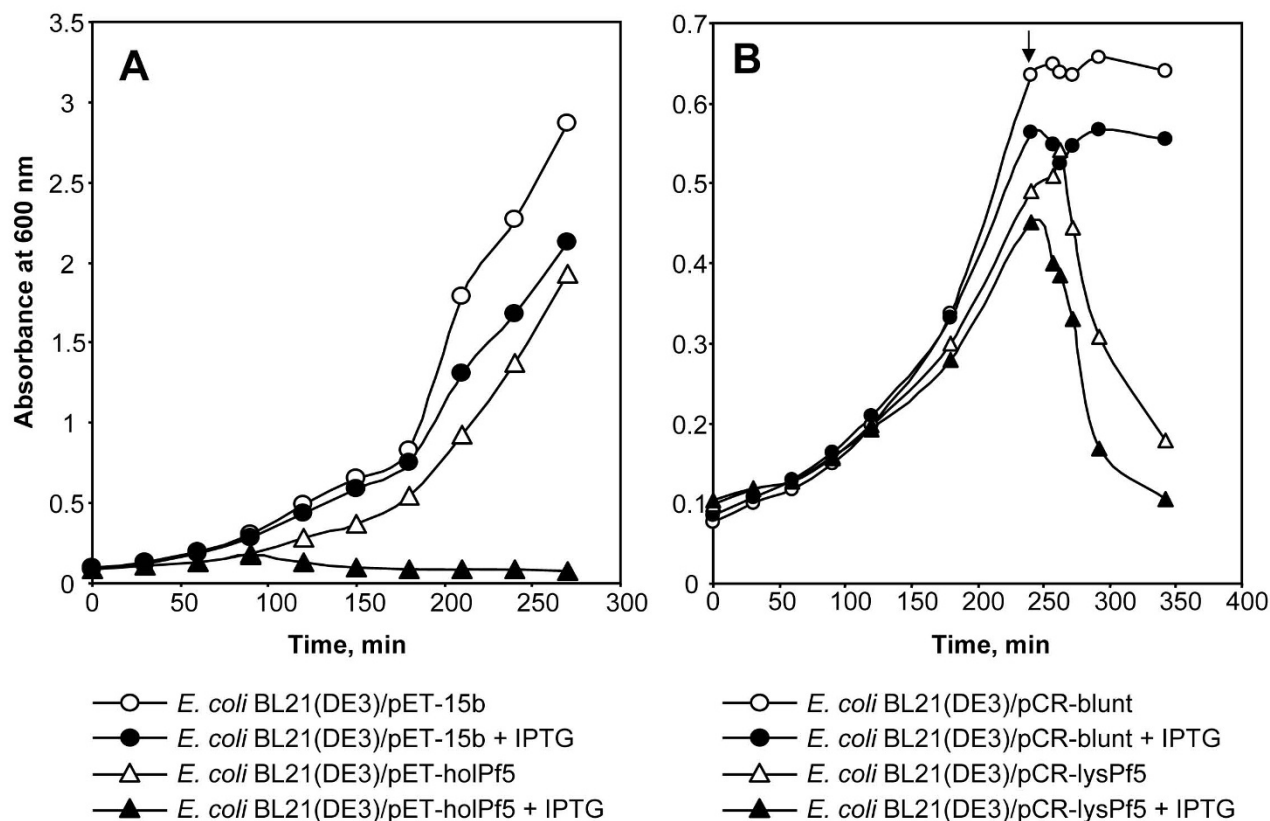 A
Absorbance at 600 nm
3.5
3
2.5
2
1.5
1
0.5
0
0 50 100 150 200 250 300
Time, min
E. coli BL21(DE3)/pET-15b
E. coli BL21(DE3)/pET-15b + IPTG
E. coli BL21(DE3)/pET-holPf5
E. coli BL21(DE3)/pET-holPf5 + IPTG
B
0.7
0.6
0.5
0.4
0.3
0.2
0.1
0
0 50 100 150 200 250 300 350 400
Time, min
E. coli BL21(DE3)/pCR-blunt
E. coli BL21(DE3)/pCR-blunt + IPTG
E. coli BL21(DE3)/pCR-lysPf5
E. coli BL21(DE3)/pCR-lysPf5 + IPTG